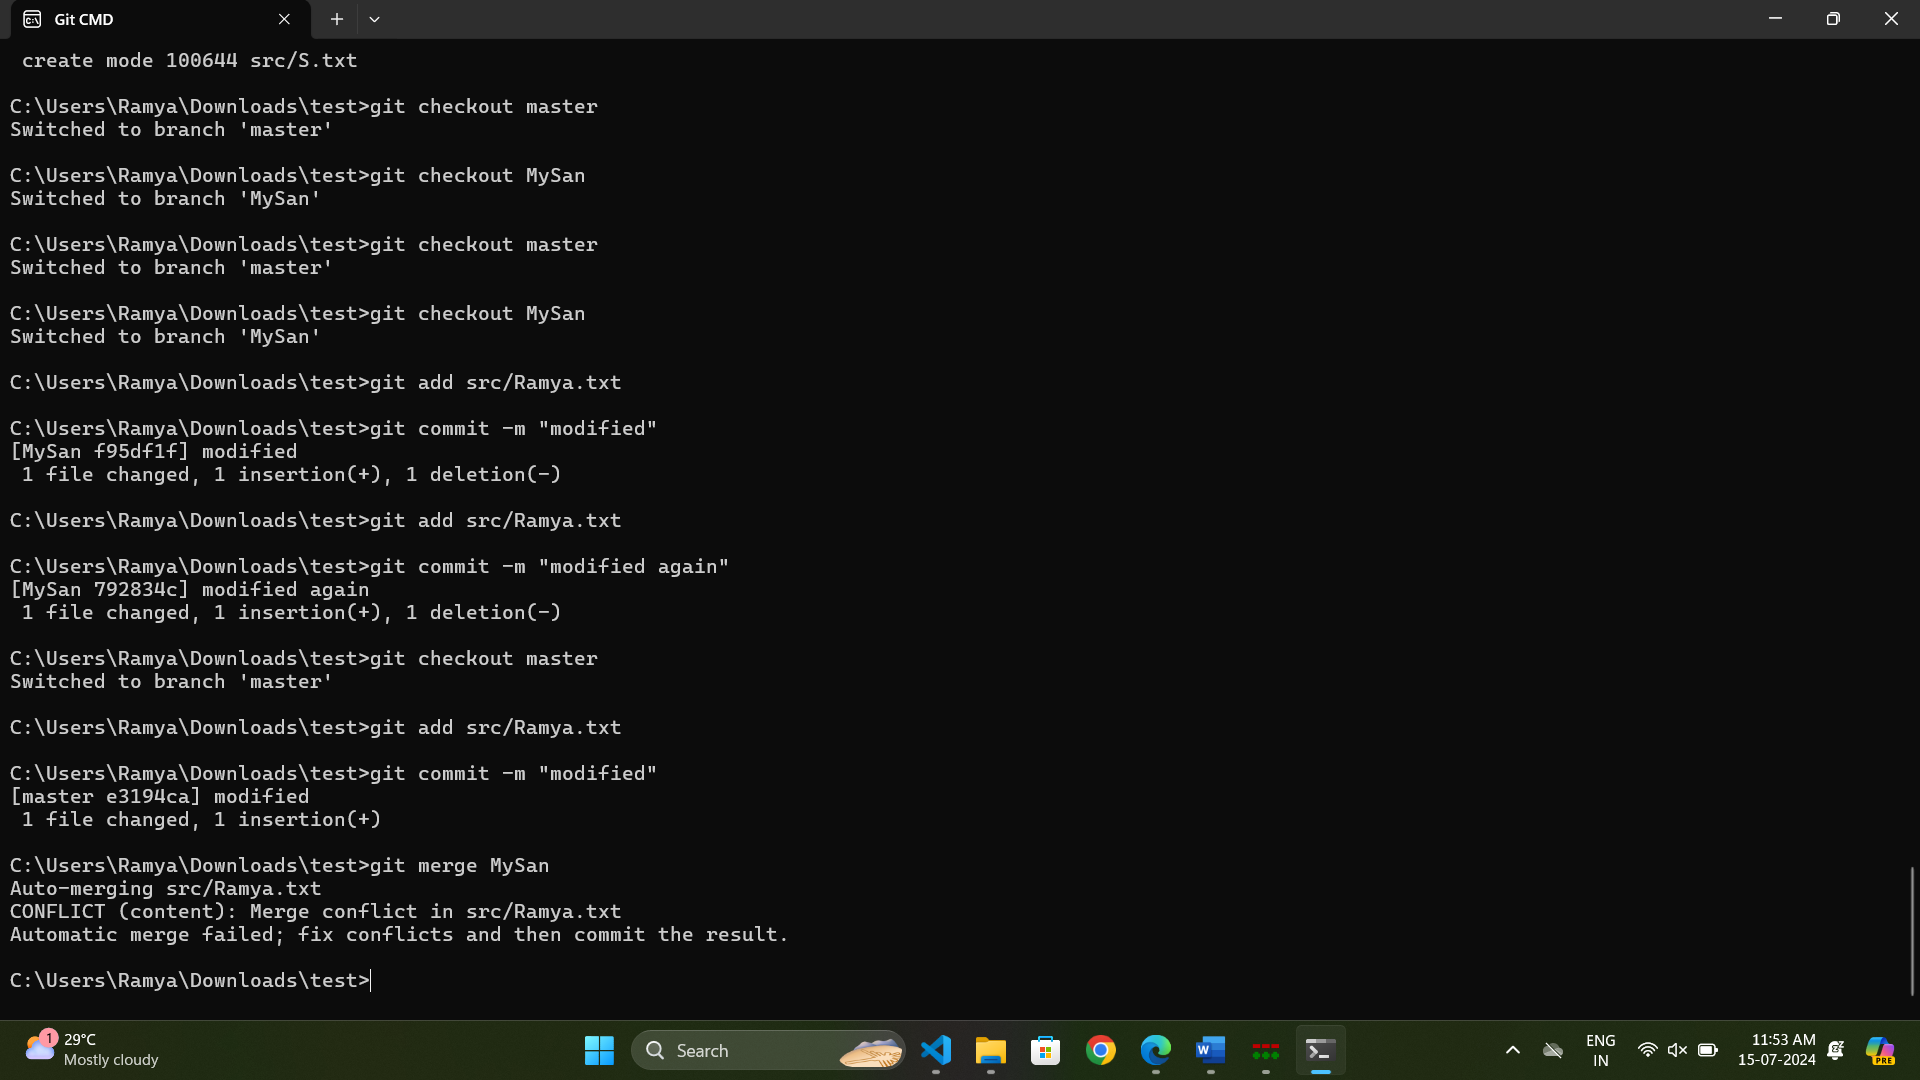 Git CMD
 create mode 100644 src/S.txt
C:\Users\Ramya\Downloads\test>git checkout master
Switched to branch 'master'
C:\Users\Ramya\Downloads\test>git checkout MySan
Switched to branch 'MySan'
C:\Users\Ramya\Downloads\test>git checkout master
Switched to branch 'master'
C:\Users\Ramya\Downloads\test>git checkout MySan
Switched to branch 'MySan'
C:\Users\Ramya\Downloads\test>git add src/Ramya.txt
C:\Users\Ramya\Downloads\test>git commit -m "modified"
[MySan f95df1f] modified
 1 file changed, 1 insertion(+), 1 deletion(-)
C:\Users\Ramya\Downloads\test>git add src/Ramya.txt
C:\Users\Ramya\Downloads\test>git commit -m "modified again"
[MySan 792834c] modified again
 1 file changed, 1 insertion(+), 1 deletion(-)
C:\Users\Ramya\Downloads\test>git checkout master
Switched to branch 'master'
C:\Users\Ramya\Downloads\test>git add src/Ramya.txt
C:\Users\Ramya\Downloads\test>git commit -m "modified"
[master e3194ca] modified
 1 file changed, 1 insertion(+)
C:\Users\Ramya\Downloads\test>git merge MySan
Auto-merging src/Ramya.txt
CONFLICT (content): Merge conflict in src/Ramya.txt
Automatic merge failed; fix conflicts and then commit the result.
C:\Users\Ramya\Downloads\test>
1
29°C
Mostly cloudy
Search
W
ENG
IN
11:53 AM
15-07-2024
PRE